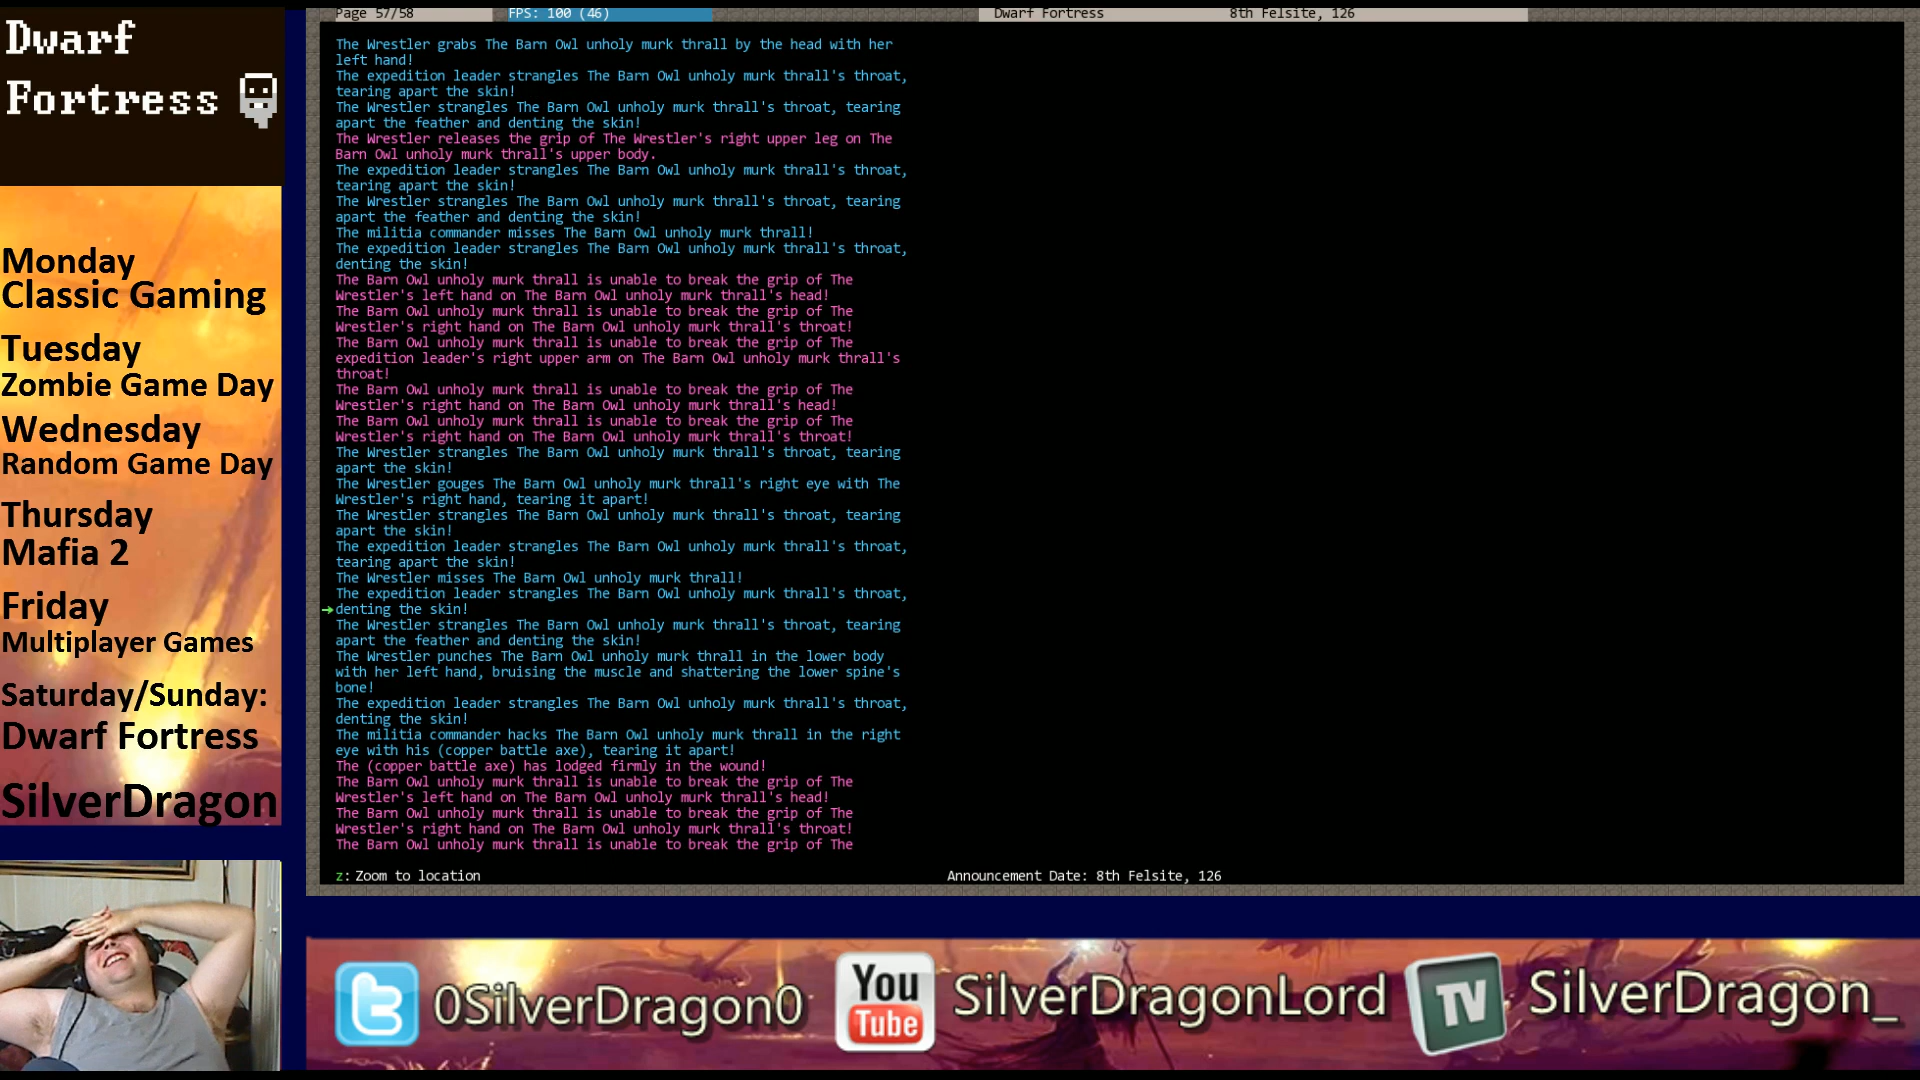 Page 57/58
FPS: 100 (46)
Dwarf Fortress
8th Felsite, 126
Dwarf
Fortress
Monday
Classic Gaming
Tuesday
Zombie Game Day
Wednesday
Random Game Day
Thursday
Mafia 2
Friday
Multiplayer Games
Saturday/Sunday:
Dwarf Fortress
SilverDragon
The Wrestler grabs The Barn Owl unholy murk thrall by the head with her
left hand!
The expedition leader strangles The Barn Owl unholy murk thrall's throat,
tearing apart the skin!
The Wrestler strangles The Barn Owl unholy murk thrall's throat, tearing
apart the feather and denting the skin!
The Wrestler releases the grip of The Wrestler's right upper leg on The
Barn Owl unholy murk thrall's upper body.
The expedition leader strangles The Barn Owl unholy murk thrall's throat,
tearing apart the skin!
The Wrestler strangles The Barn Owl unholy murk thrall's throat, tearing
apart the feather and denting the skin!
The militia commander misses The Barn Owl unholy murk thrall!
The expedition leader strangles The Barn Owl unholy murk thrall's throat,
denting the skin!
The Barn Owl unholy murk thrall is unable to break the grip of The
Wrestler's left hand on The Barn Owl unholy murk thrall's head!
The Barn Owl unholy murk thrall is unable to break the grip of The
Wrestler's right hand on The Barn Owl unholy murk thrall's throat!
The Barn Owl unholy murk thrall is unable to break the grip of The
expedition leader's right upper arm on The Barn Owl unholy murk thrall's
throat!
The Barn Owl unholy murk thrall is unable to break the grip of The
Wrestler's right hand on The Barn Owl unholy murk thrall's head!
The Barn Owl unholy murk thrall is unable to break the grip of The
Wrestler's right hand on The Barn Owl unholy murk thrall's throat!
The Wrestler strangles The Barn Owl unholy murk thrall's throat, tearing
apart the skin!
The Wrestler gouges The Barn Owl unholy murk thrall's right eye with The
Wrestler's right hand, tearing it apart!
The Wrestler strangles The Barn Owl unholy murk thrall's throat, tearing
apart the skin!
The expedition leader strangles The Barn Owl unholy murk thrall's throat,
tearing apart the skin!
The Wrestler misses The Barn Owl unholy murk thrall!
The expedition leader strangles The Barn Owl unholy murk thrall's throat,
→denting the skin!
The Wrestler strangles The Barn Owl unholy murk thrall's throat, tearing
apart the feather and denting the skin!
The Wrestler punches The Barn Owl unholy murk thrall in the lower body
with her left hand, bruising the muscle and shattering the lower spine's
bone!
The expedition leader strangles The Barn Owl unholy murk thrall's throat,
denting the skin!
The militia commander hacks The Barn Owl unholy murk thrall in the right
eye with his (copper battle axe), tearing it apart!
The (copper battle axe) has lodged firmly in the wound!
The Barn Owl unholy murk thrall is unable to break the grip of The
Wrestler's left hand on The Barn Owl unholy murk thrall's head!
The Barn Owl unholy murk thrall is unable to break the grip of The
Wrestler's right hand on The Barn Owl unholy murk thrall's throat!
The Barn Owl unholy murk thrall is unable to break the grip of The
z: Zoom to location
Announcement Date: 8th Felsite, 126
0SilverDragon0
You
Tube
SilverDragonLord
TV
SilverDragon_